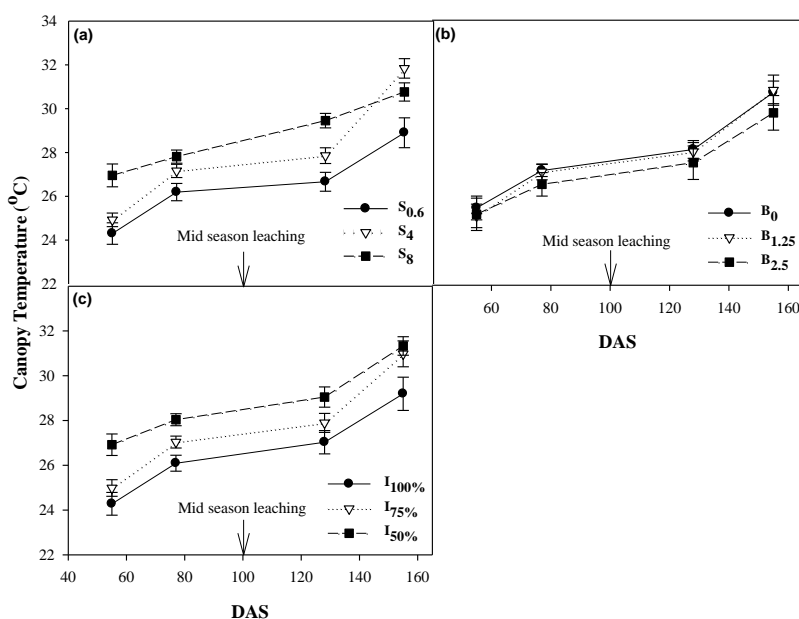 (a)
34
32
30
28
26
24
22
Mid season leaching
S0.6
S4
S8
(b)
Mid season leaching
B0
B1.25
B2.5
60 80 100 120 140 160
DAS
Canopy Temperature (OC)
(c)
32
30
28
26
24
22
Mid season leaching
I100%
I75%
I50%
40 60 80 100 120 140 160
DAS